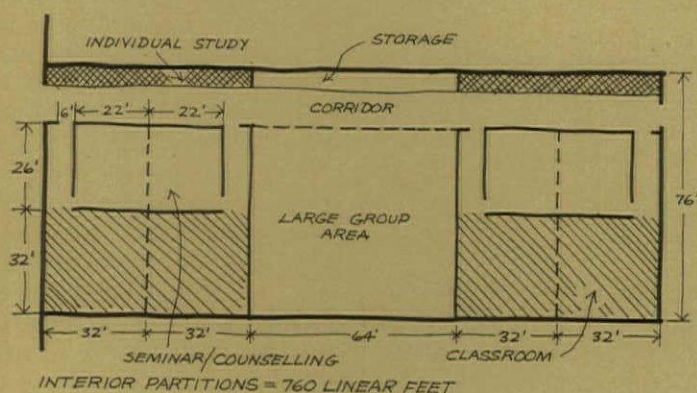 INDIVIDUAL STUDY
STORAGE
CORRIDOR
6' 22' 22'
26'
76'
LARGE GROUP
AREA
32'
32' 32' 64' 32' 32'
SEMINAR/COUNSELLING
CLASSROOM
INTERIOR PARTITIONS = 760 LINEAR FEET